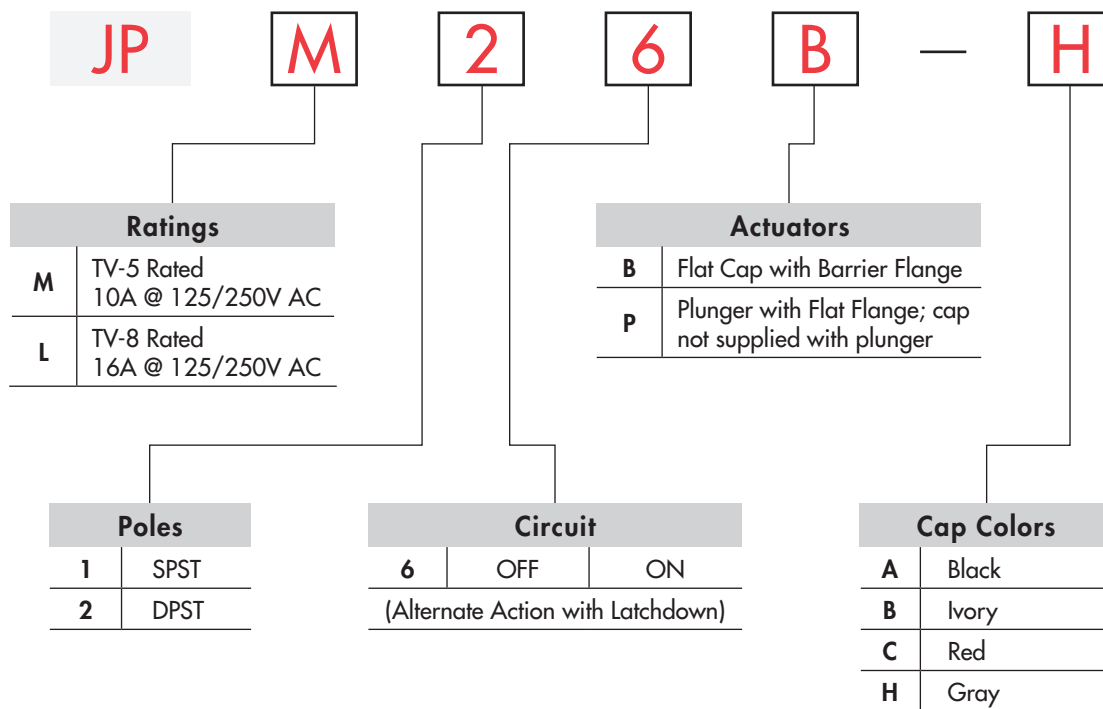 JP M 2 6 B — H
Ratings
M TV-5 Rated
10A @ 125/250V AC
L TV-8 Rated
16A @ 125/250V AC
Actuators
B Flat Cap with Barrier Flange
P Plunger with Flat Flange; cap
not supplied with plunger
Poles
1 SPST
2 DPST
Circuit
6 OFF ON
(Alternate Action with Latchdown)
Cap Colors
A Black
B Ivory
C Red
H Gray